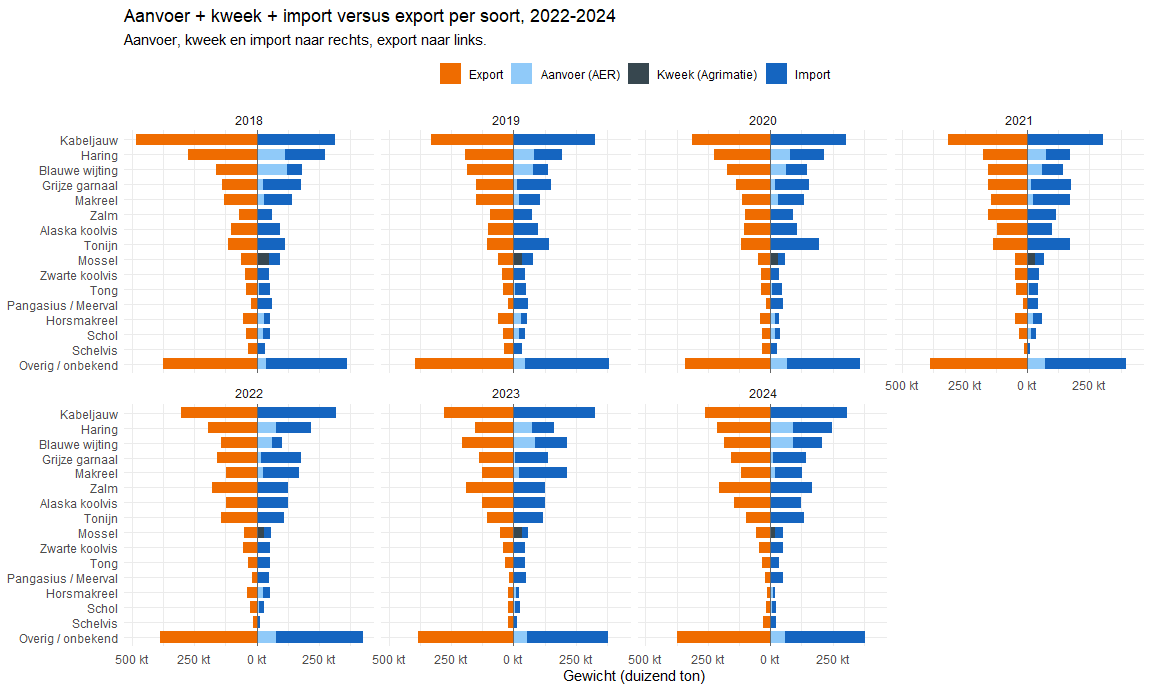 Aanvoer + kweek + import versus export per soort, 2022-2024
Aanvoer, kweek en import naar rechts, export naar links.
Export Aanvoer (AER) Kweek (Agrimatie) Import
2018 2019 2020 2021
Kabeljauw
Haring
Blauwe wijting
Grijze garnaal
Makreel
Zalm
Alaska koolvis
Tonijn
Mossel
Zwarte koolvis
Tong
Pangasius / Meerval
Horsmakreel
Schol
Schelvis
Overig / onbekend
500 kt 250 kt 0 kt 250 kt
2022 2023 2024
Kabeljauw
Haring
Blauwe wijting
Grijze garnaal
Makreel
Zalm
Alaska koolvis
Tonijn
Mossel
Zwarte koolvis
Tong
Pangasius / Meerval
Horsmakreel
Schol
Schelvis
Overig / onbekend
500 kt 250 kt 0 kt 250 kt 500 kt 250 kt 0 kt 250 kt 500 kt 250 kt 0 kt 250 kt
Gewicht (duizend ton)